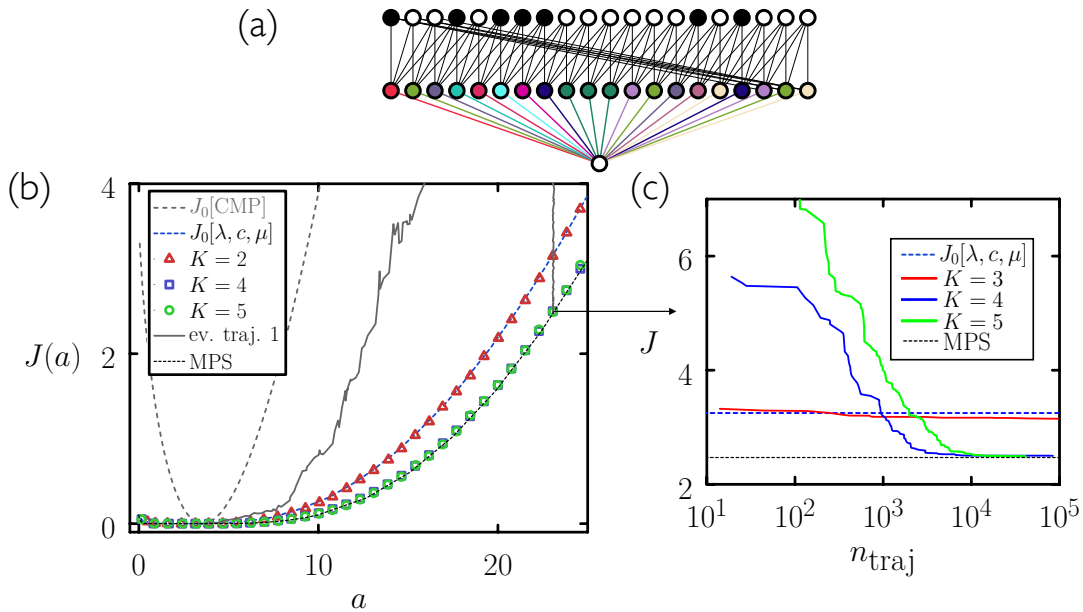 (a)
(b)
J(a)
4
2
0
J₀[CMP]
J₀[λ, c, μ]
K = 2
K = 4
K = 5
ev. traj. 1
MPS
0
10
20
a
(c)
J
6
4
2
J₀[λ, c, μ]
K = 3
K = 4
K = 5
MPS
10¹
10²
10³
10⁴
10⁵
n_traj